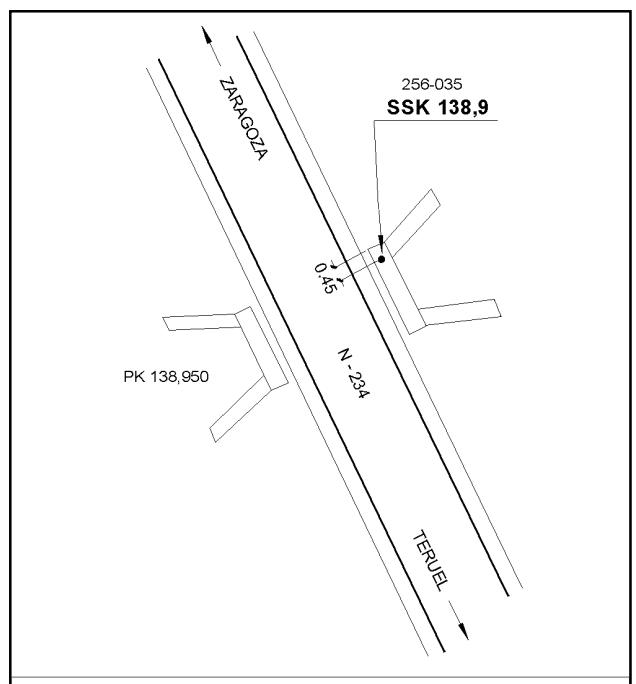 256-035
SSK 138,9
ZARAGOZA
0.45
N - 234
PK 138,950
TERUEL